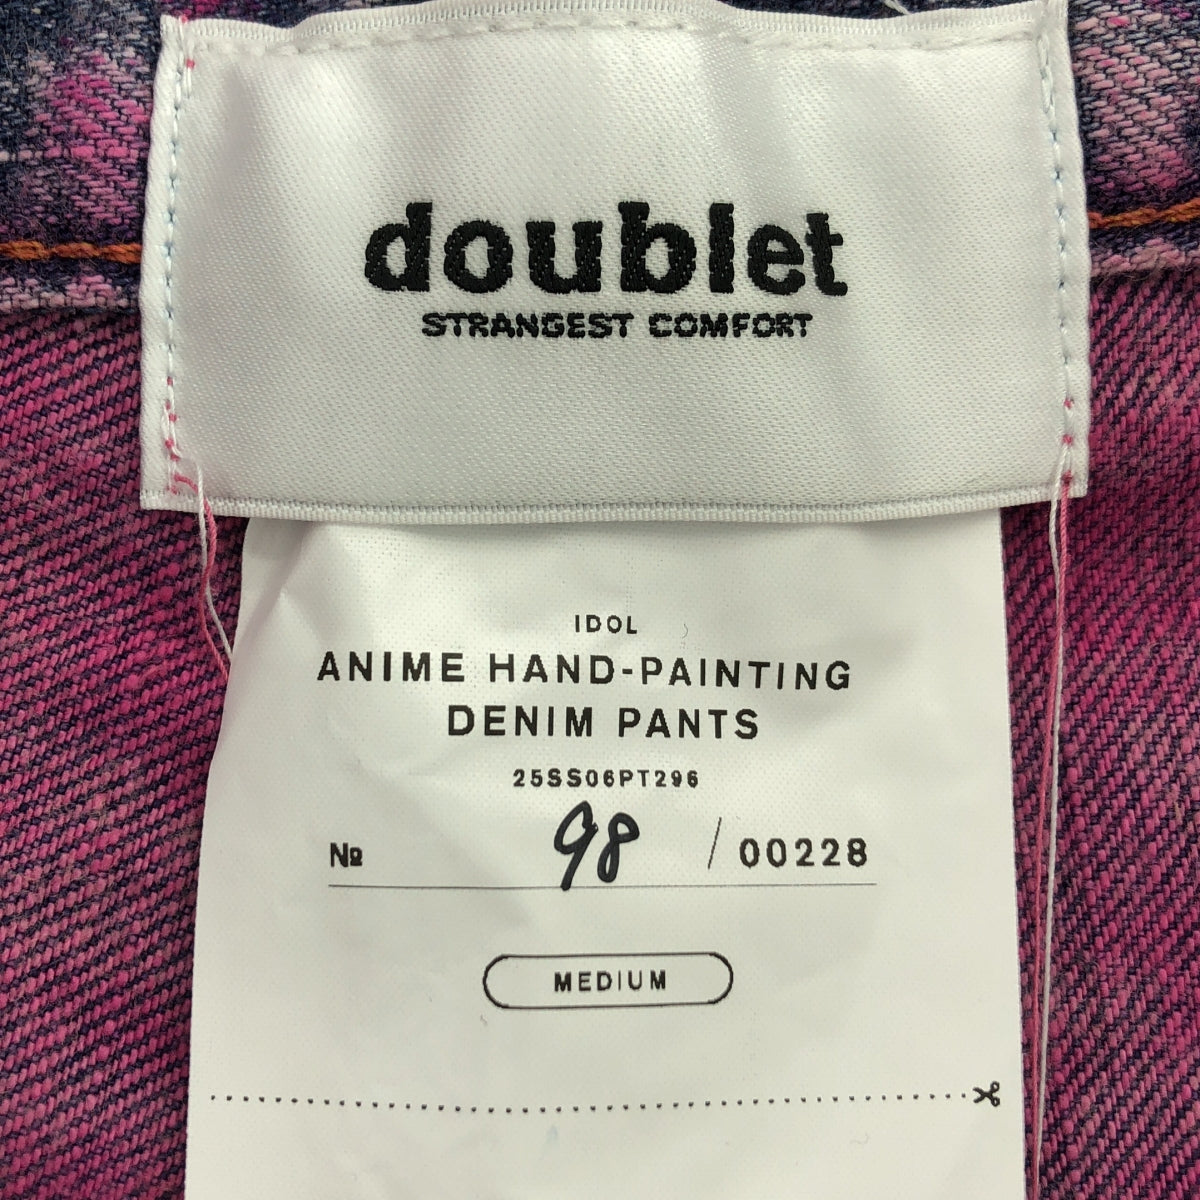 doublet
STRANGEST COMFORT
IDOL
ANIME HAND-PAINTING
DENIM PANTS
25SS06PT296
№ 98 / 00228
MEDIUM